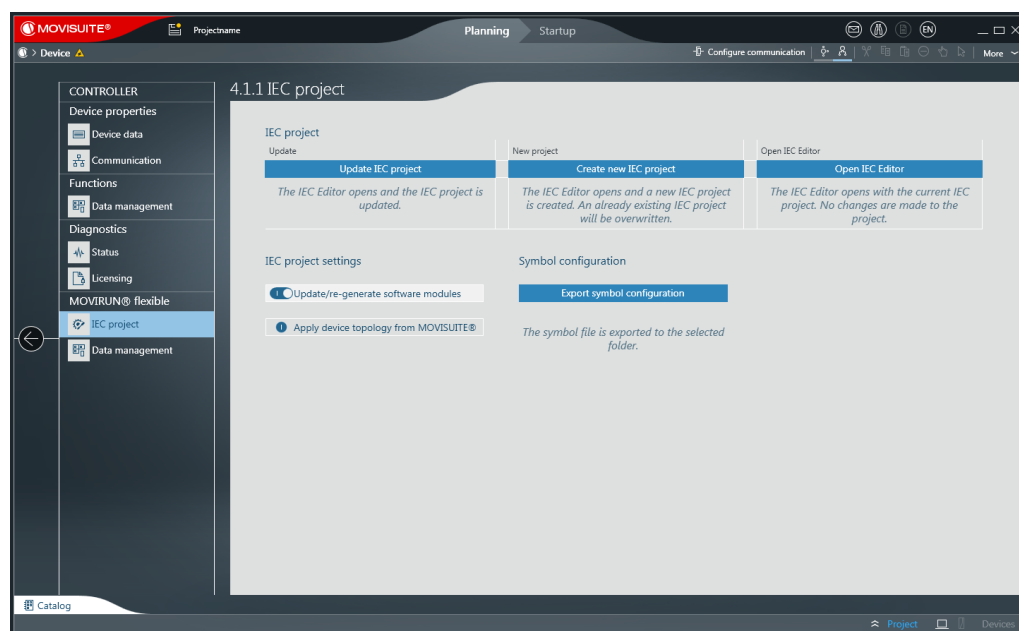 MOVISUITE®
Projectname
Planning
Startup
EN
> Device
Configure communication
More
CONTROLLER
Device properties
Device data
Communication
Functions
Data management
Diagnostics
Status
Licensing
MOVIRUN® flexible
IEC project
Data management
4.1.1 IEC project
IEC project
Update
Update IEC project
The IEC Editor opens and the IEC project is
updated.
New project
Create new IEC project
The IEC Editor opens and a new IEC project
is created. An already existing IEC project
will be overwritten.
Open IEC Editor
Open IEC Editor
The IEC Editor opens with the current IEC
project. No changes are made to the
project.
IEC project settings
Update/re-generate software modules
Apply device topology from MOVISUITE®
Symbol configuration
Export symbol configuration
The symbol file is exported to the selected
folder.
Catalog
Project
Devices